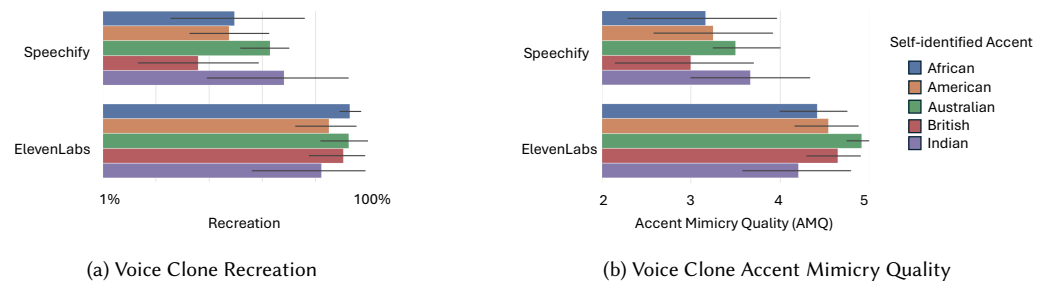 Speechify
ElevenLabs
1%
100%
Recreation
(a) Voice Clone Recreation
Speechify
ElevenLabs
2
3
4
5
Accent Mimicry Quality (AMQ)
(b) Voice Clone Accent Mimicry Quality
Self-identified Accent
African
American
Australian
British
Indian